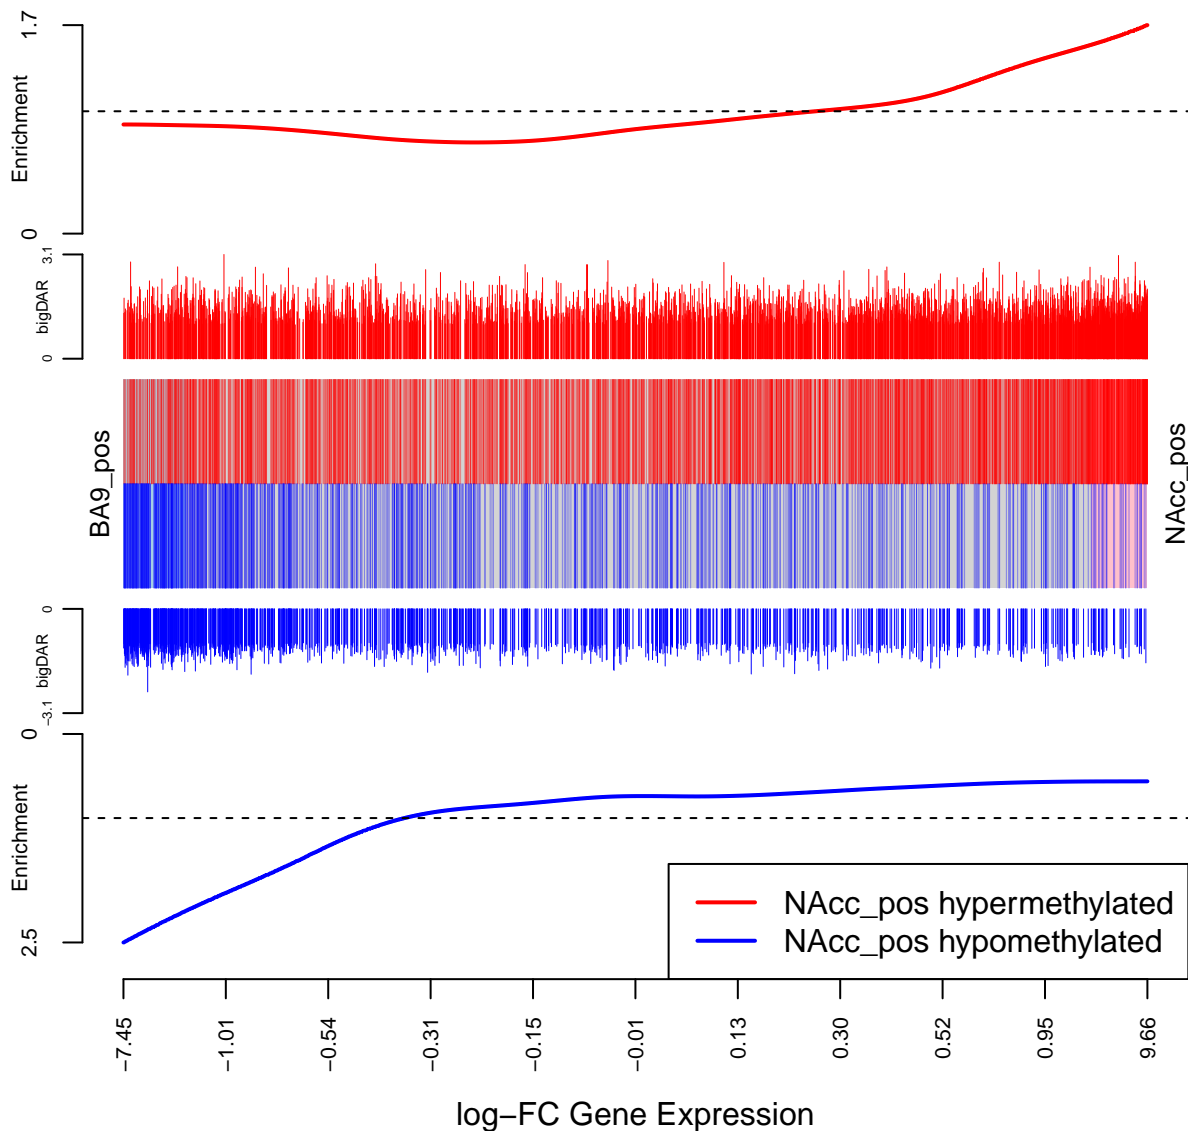 1.7
Enrichment
0
3.1
bigDAR
0
BA9_pos
NAcc_pos
0
bigDAR
−3.1
0
Enrichment
2.5
NAcc_pos hypermethylated
NAcc_pos hypomethylated
−7.45
−1.01
−0.54
−0.31
−0.15
−0.01
0.13
0.30
0.52
0.95
9.66
log−FC Gene Expression